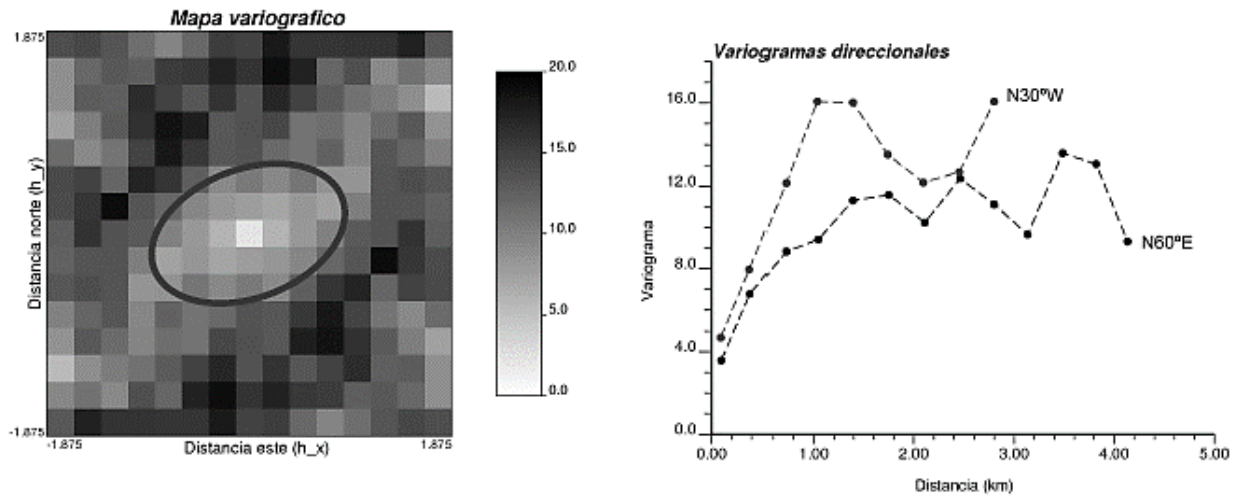 Mapa variografico
1.875
Distancia norte (h_y)
-1.875
-1.875
Distancia este (h_x)
1.875
20.0
15.0
10.0
5.0
0.0
Variogramas direccionales
16.0
12.0
8.0
4.0
0.0
Variograma
N30ºW
N60ºE
0.00
1.00
2.00
3.00
4.00
5.00
Distancia (km)